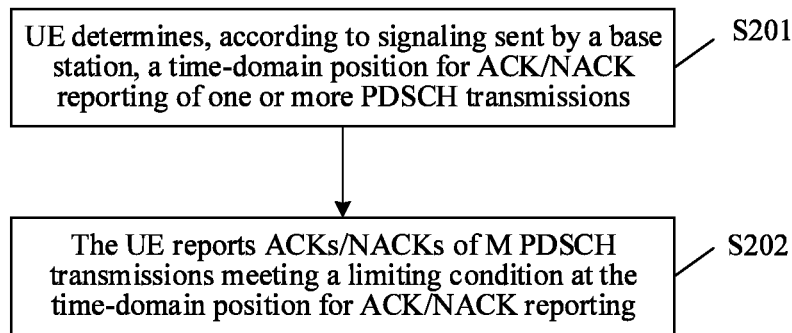 UE determines, according to signaling sent by a base
station, a time-domain position for ACK/NACK
reporting of one or more PDSCH transmissions
S201
The UE reports ACKs/NACKs of M PDSCH
transmissions meeting a limiting condition at the
time-domain position for ACK/NACK reporting
S202